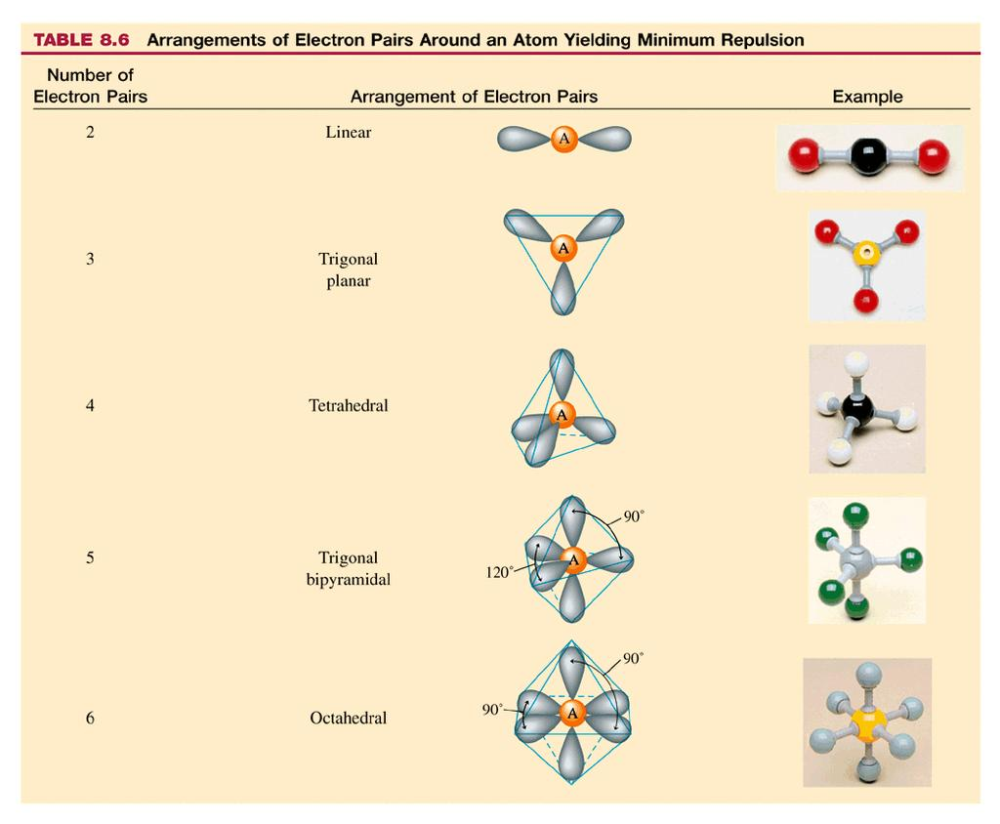 TABLE 8.6 Arrangements of Electron Pairs Around an Atom Yielding Minimum Repulsion
Number of
Electron Pairs Arrangement of Electron Pairs Example
2 Linear A
3 Trigonal
planar A
4 Tetrahedral A
5 Trigonal
bipyramidal A 90° 120°
6 Octahedral A 90° 90°